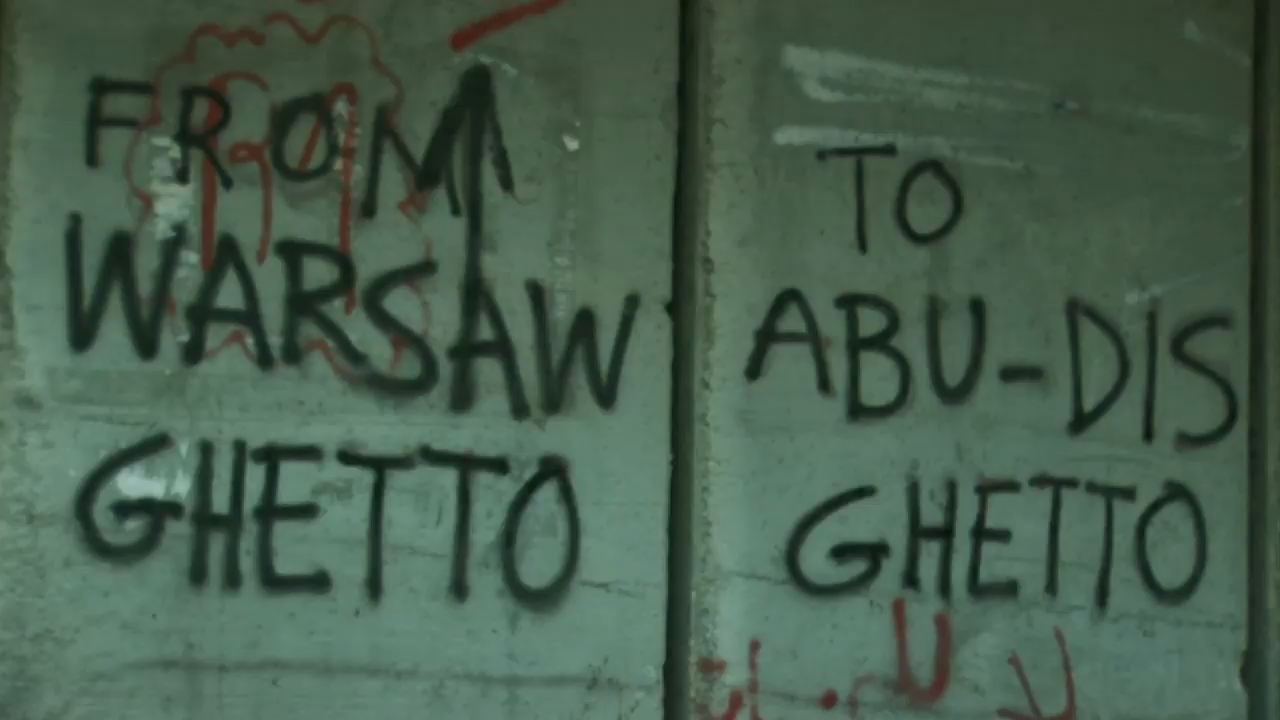 FROM
WARSAW
GHETTO
TO
ABU-DIS
GHETTO